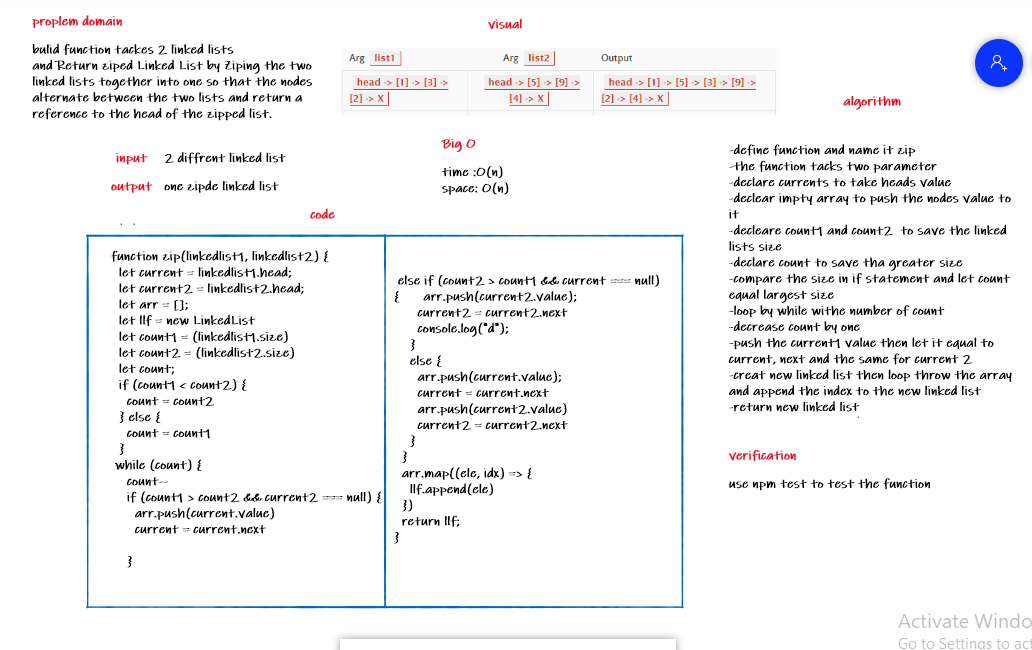 proplem domain
bulid function tackes 2 linked lists
and Return ziped Linked List by Ziping the two
linked lists together into one so that the nodes
alternate between the two lists and return a
reference to the head of the zipped list.
input 2 diffrent linked list
output one zipde linked list
visual
Arg list1 Arg list2 Output
head -> [1] -> [3] -> head -> [5] -> [9] -> head -> [1] -> [5] -> [3] -> [9] ->
[2] -> X [4] -> X [2] -> [4] -> X
Big O
time :O(n)
space: O(n)
code
function zip(linkedlist1, linkedlist2) {
let current = linkedlist1.head;
let current2 = linkedlist2.head;
let arr = [];
let llf = new LinkedList
let count1 = (linkedlist1.size)
let count2 = (linkedlist2.size)
let count;
if (count1 < count2) {
count = count2
} else {
count = count1
}
while (count) {
count--
if (count1 > count2 && current2 === null) {
arr.push(current.value)
current = current.next
}
else if (count2 > count1 && current === null)
{ arr.push(current2.value);
current2 = current2.next
console.log("d");
}
else {
arr.push(current.value);
current = current.next
arr.push(current2.value)
current2 = current2.next
}
}
arr.map((ele, idx) => {
llf.append(ele)
})
return llf;
}
algorithm
-define function and name it zip
-the function tacks two parameter
-declare currents to take heads value
-declear impty array to push the nodes value to
it
-decleare count1 and count2 to save the linked
lists size
-declare count to save tha greater size
-compare the size in if statement and let count
equal largest size
-loop by while withe number of count
-decrease count by one
-push the current1 value then let it equal to
current, next and the same for current 2
-creat new linked list then loop throw the array
and append the index to the new linked list
-return new linked list
verification
use npm test to test the function
Activate Windo
Go to Settings to act